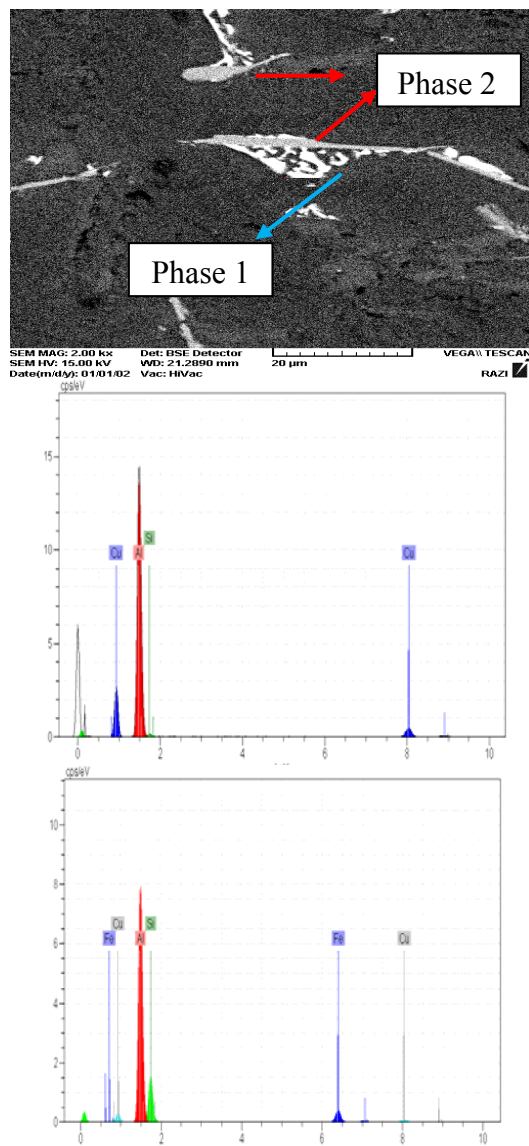 Phase 2
Phase 1
SEM MAG: 2.00 kx Det: BSE Detector VEGA\\ TESCAN
SEM HV: 15.00 kV WD: 21.2890 mm 20 µm
Date(m/d/y): 01/01/02 Vac: HiVac RAZI
cps/eV
15
10
5
0
Cu Al Si Cu
0 2 4 6 8 10
cps/eV
10
8
6
4
2
0
Fe Cu Al Si Fe Cu
0 2 4 6 8 10